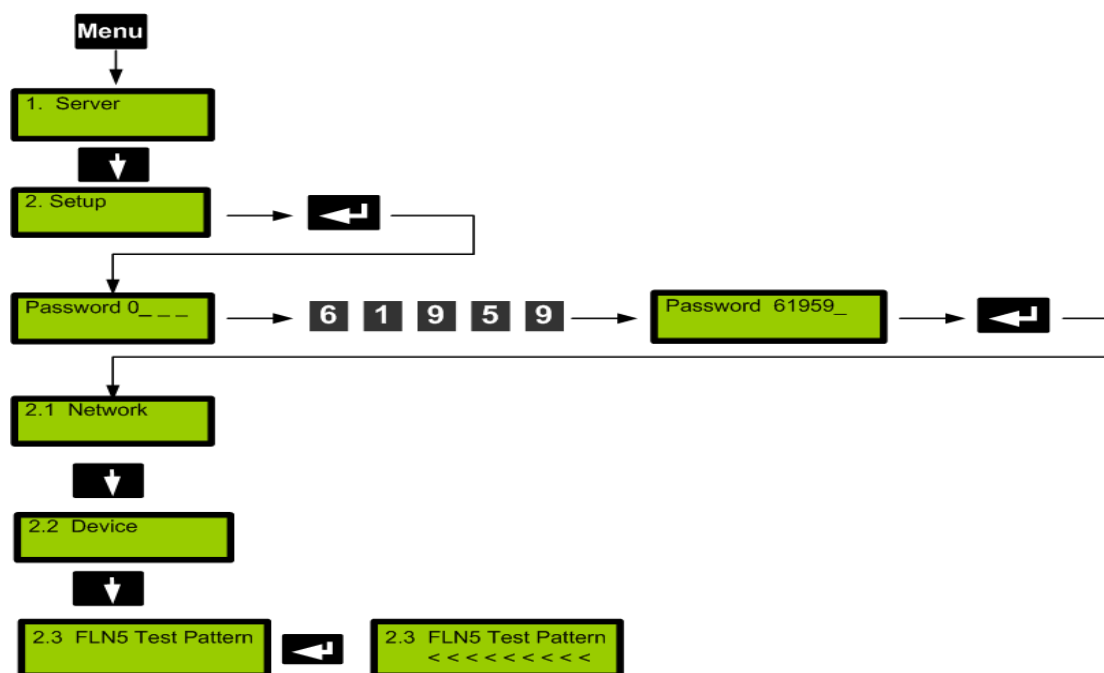 Menu
1. Server
2. Setup
Password 0_ _ _
6 1 9 5 9
Password 61959_
2.1 Network
2.2 Device
2.3 FLN5 Test Pattern
2.3 FLN5 Test Pattern
< < < < < < < < <